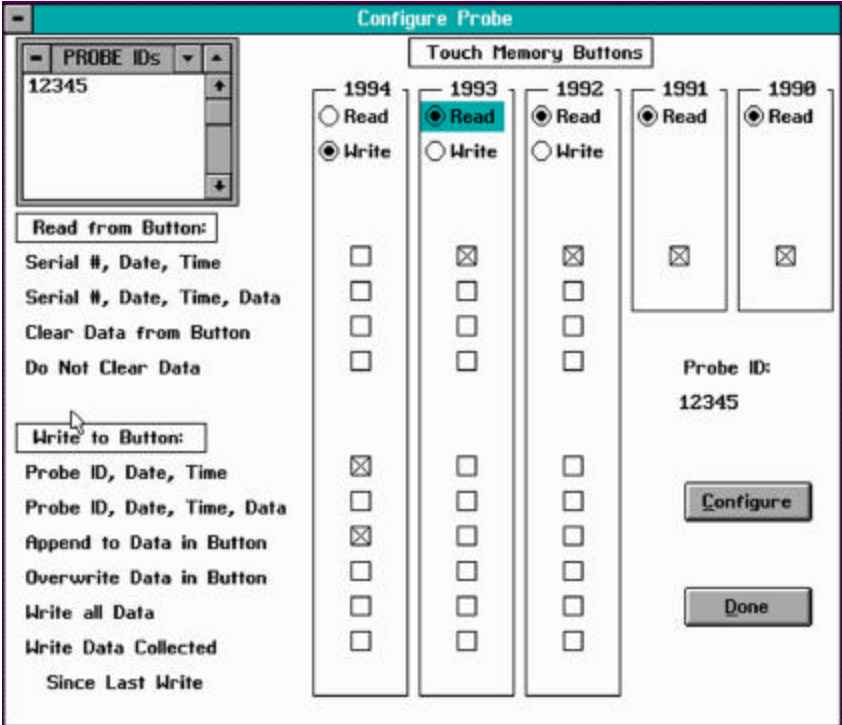 Configure Probe
PROBE IDs
12345
Touch Memory Buttons
1994 1993 1992 1991 1990
Read Read Read Read Read
Write Write Write
Read from Button:
Serial #, Date, Time
Serial #, Date, Time, Data
Clear Data from Button
Do Not Clear Data
Probe ID:
12345
Write to Button:
Probe ID, Date, Time
Probe ID, Date, Time, Data
Configure
Append to Data in Button
Overwrite Data in Button
Write all Data
Done
Write Data Collected
Since Last Write